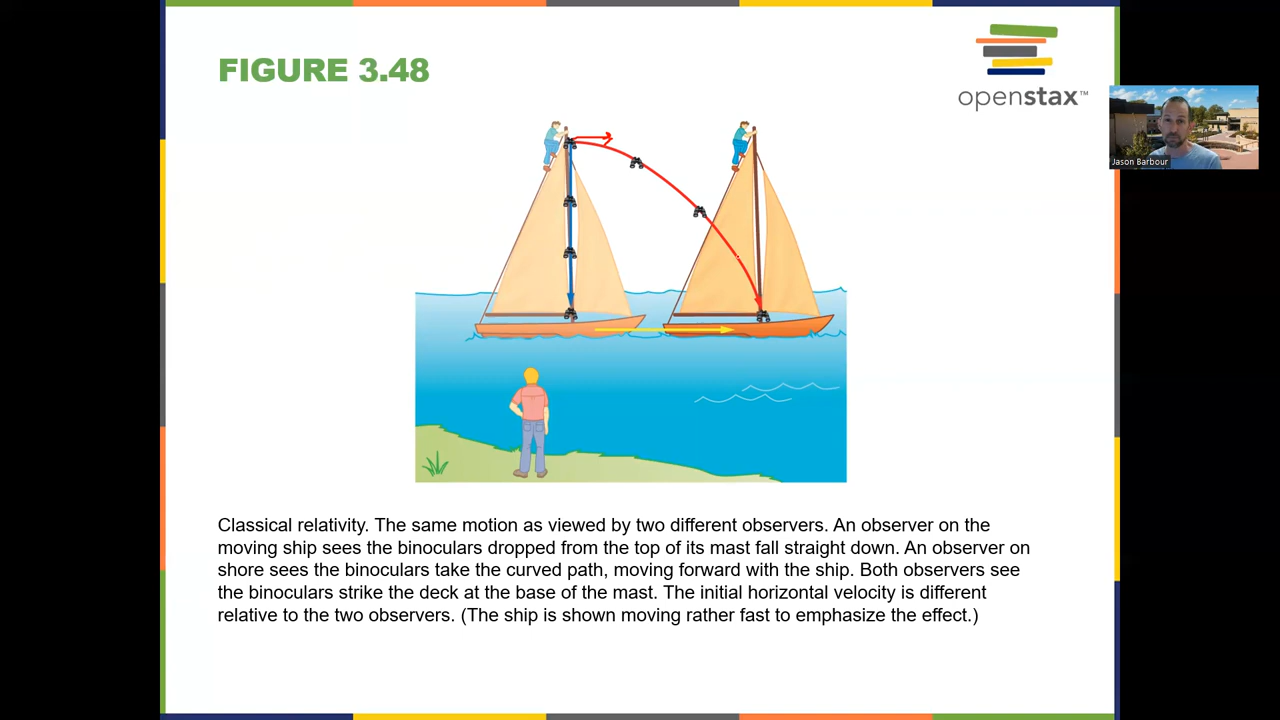 FIGURE 3.48
openstax™
Jason Barbour
Classical relativity. The same motion as viewed by two different observers. An observer on the
moving ship sees the binoculars dropped from the top of its mast fall straight down. An observer on
shore sees the binoculars take the curved path, moving forward with the ship. Both observers see
the binoculars strike the deck at the base of the mast. The initial horizontal velocity is different
relative to the two observers. (The ship is shown moving rather fast to emphasize the effect.)